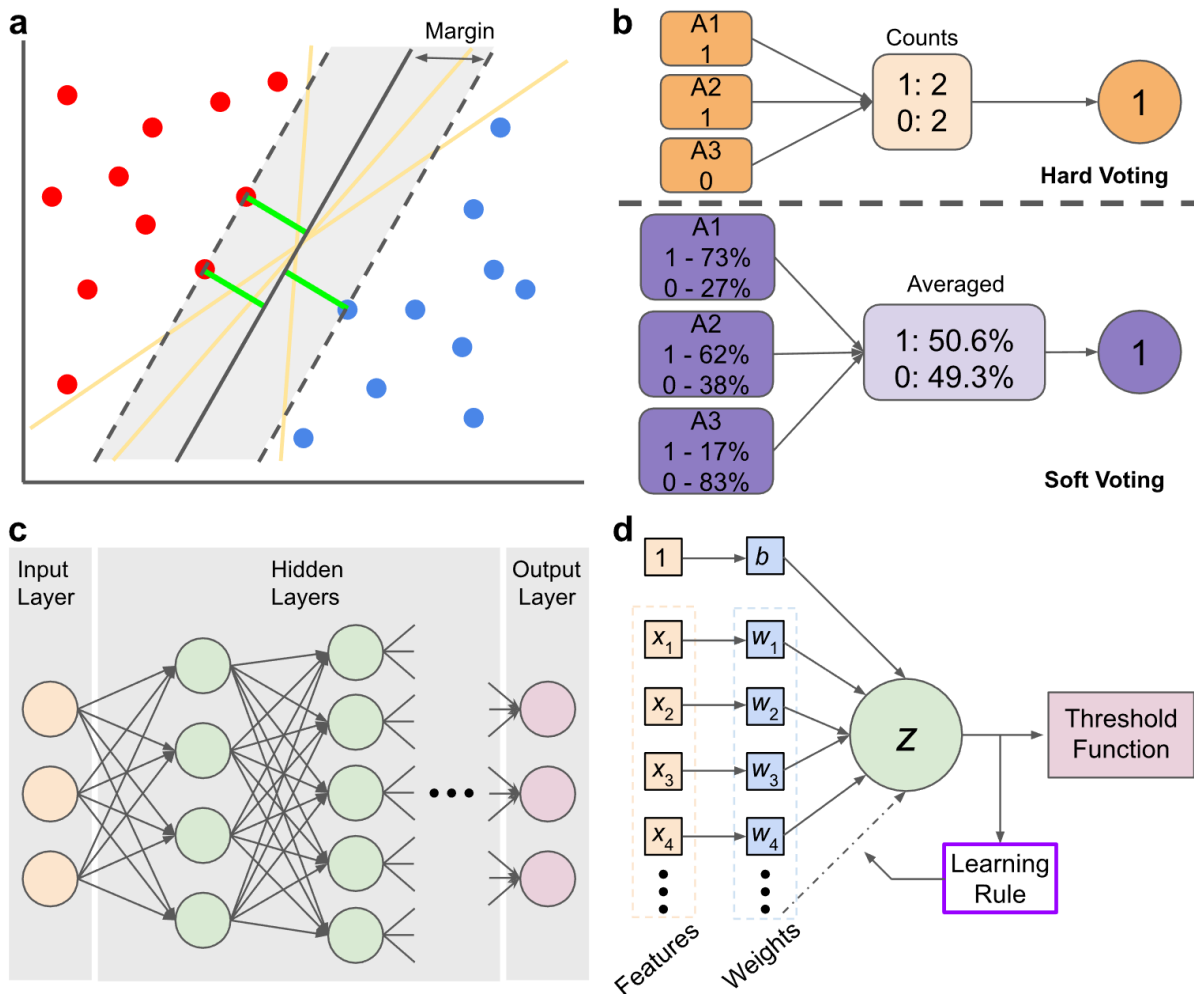 a
Margin
b
A1
1
A2
1
A3
0
Counts
1: 2
0: 2
1
Hard Voting
A1
1 - 73%
0 - 27%
A2
1 - 62%
0 - 38%
A3
1 - 17%
0 - 83%
Averaged
1: 50.6%
0: 49.3%
1
Soft Voting
c
Input
Layer
Hidden
Layers
Output
Layer
d
1
b
x1
w1
x2
w2
x3
w3
x4
w4
z
Threshold
Function
Learning
Rule
Features
Weights